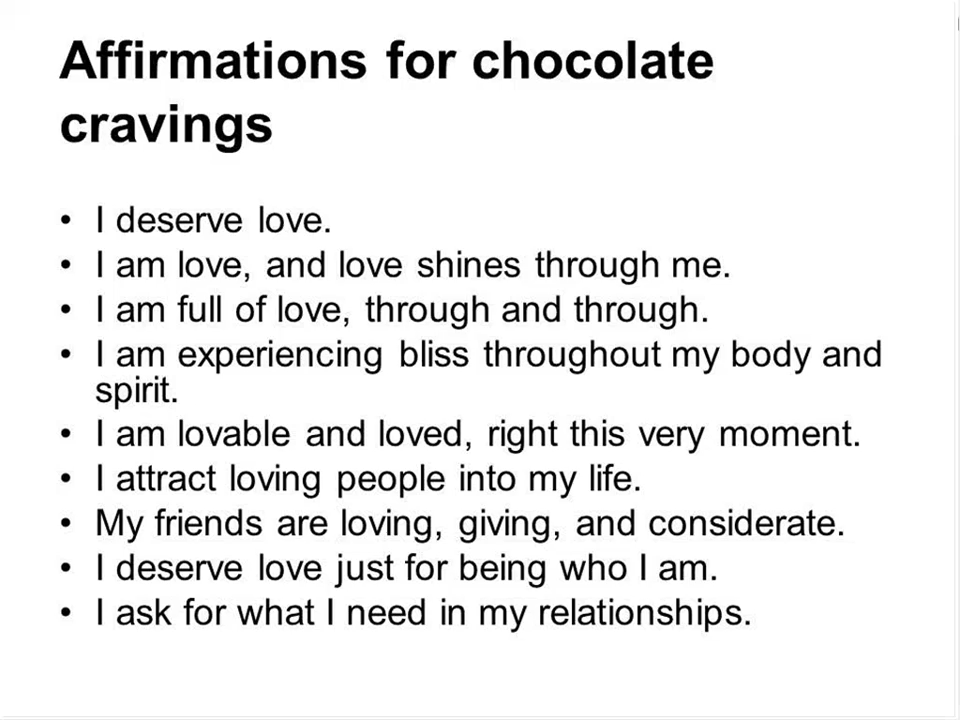 Affirmations for chocolate
cravings
• I deserve love.
• I am love, and love shines through me.
• I am full of love, through and through.
• I am experiencing bliss throughout my body and
spirit.
• I am lovable and loved, right this very moment.
• I attract loving people into my life.
• My friends are loving, giving, and considerate.
• I deserve love just for being who I am.
• I ask for what I need in my relationships.